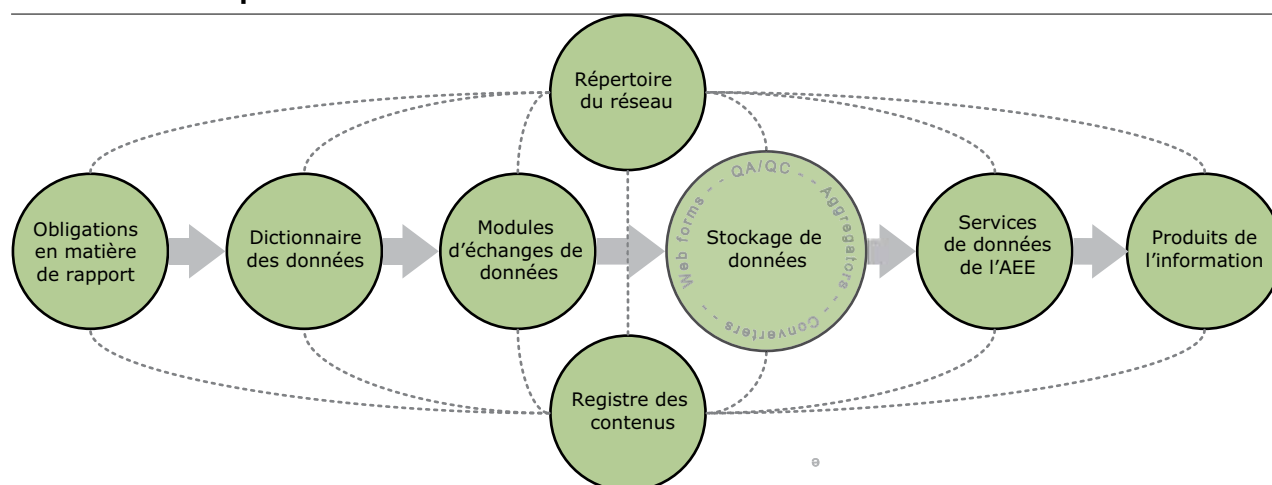 Répertoire
du réseau
Obligations
en matière
de rapport
Dictionnaire
des données
Modules
d’échanges de
données
Web forms - - QA/QC - - Aggregators - - Converters - -
Stockage de
données
Services
de données
de l’AEE
Produits de
l’information
Registre des
contenus
e